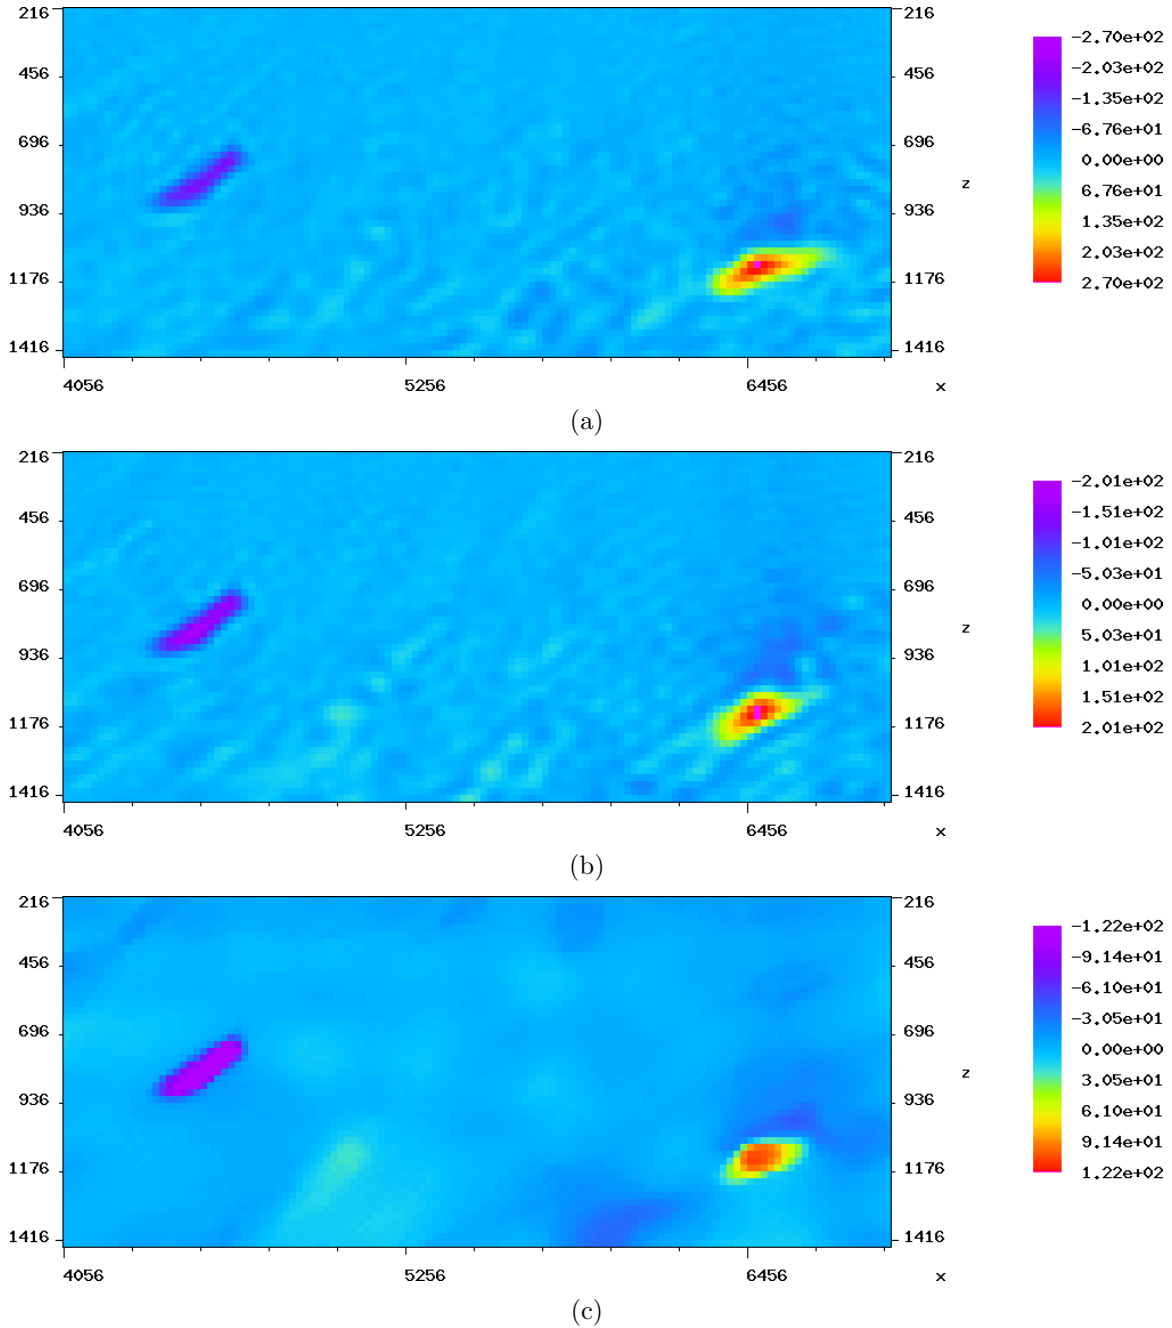 216 216
-2.70e+02
-2.03e+02
456 456
-1.35e+02
-6.76e+01
696 696
0.00e+00
z
6.76e+01
936 936
1.35e+02
2.03e+02
1176 1176
2.70e+02
1416 1416
4056 5256 6456 x
(a)
216 216
-2.01e+02
-1.51e+02
456 456
-1.01e+02
-5.03e+01
696 696
0.00e+00
z
5.03e+01
936 936
1.01e+02
1.51e+02
1176 1176
2.01e+02
1416 1416
4056 5256 6456 x
(b)
216 216
-1.22e+02
-9.14e+01
456 456
-6.10e+01
-3.05e+01
696 696
0.00e+00
z
3.05e+01
936 936
6.10e+01
9.14e+01
1176 1176
1.22e+02
1416 1416
4056 5256 6456 x
(c)